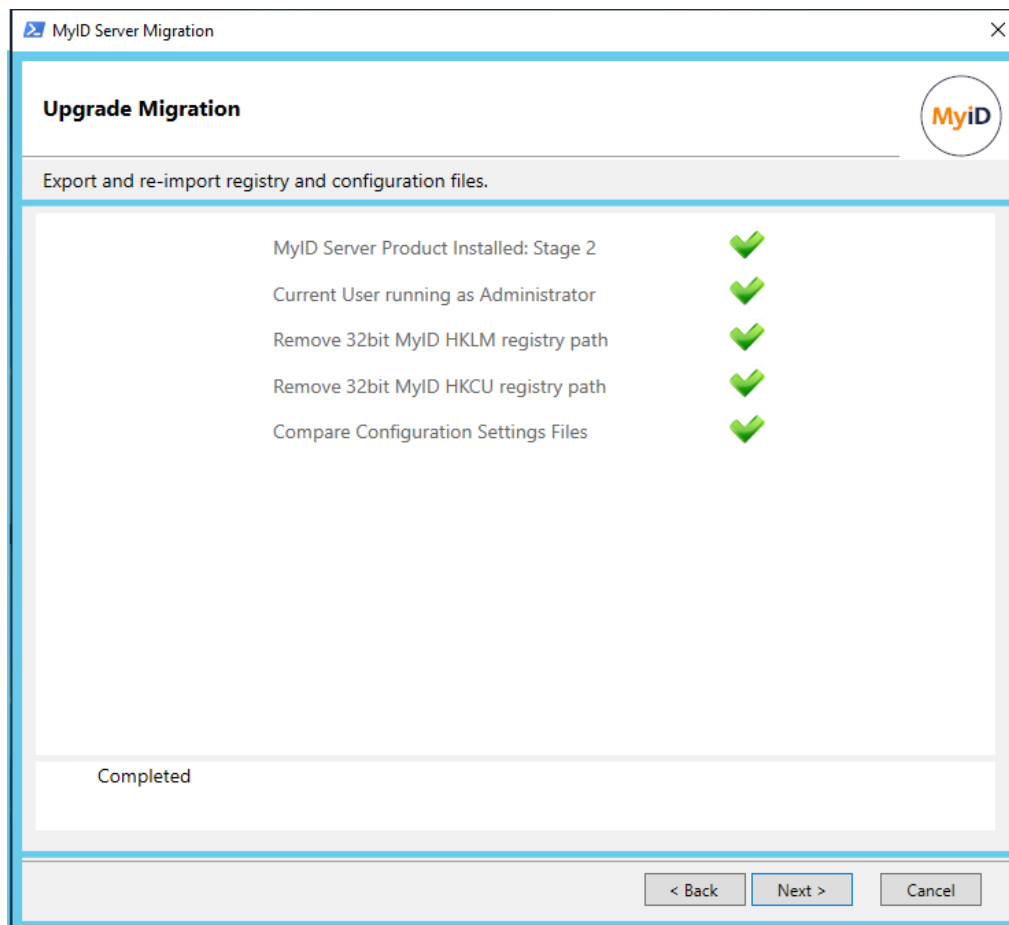 MyID Server Migration
Upgrade Migration
MyiD
Export and re-import registry and configuration files.
MyID Server Product Installed: Stage 2
Current User running as Administrator
Remove 32bit MyID HKLM registry path
Remove 32bit MyID HKCU registry path
Compare Configuration Settings Files
Completed
< Back Next > Cancel